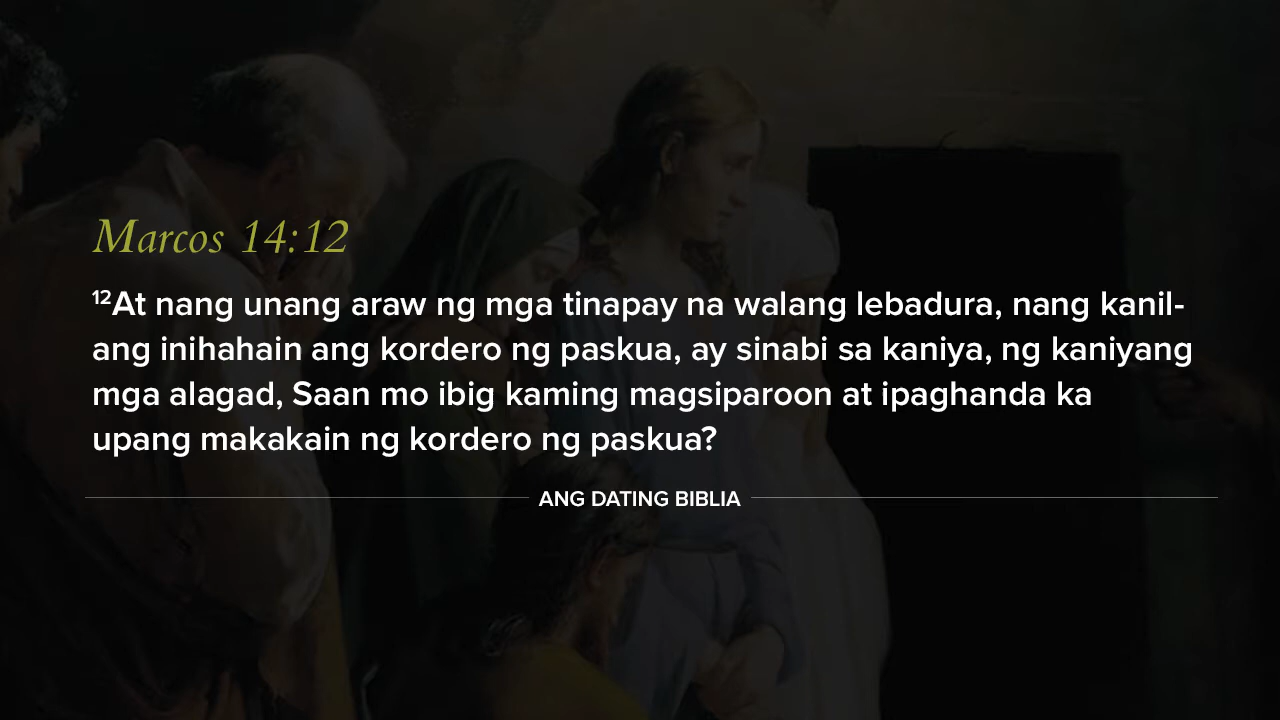 Marcos 14:12
¹²At nang unang araw ng mga tinapay na walang lebadura, nang kanil-
ang inihahain ang kordero ng paskua, ay sinabi sa kaniya, ng kaniyang
mga alagad, Saan mo ibig kaming magsiparoon at ipaghanda ka
upang makakain ng kordero ng paskua?
ANG DATING BIBLIA